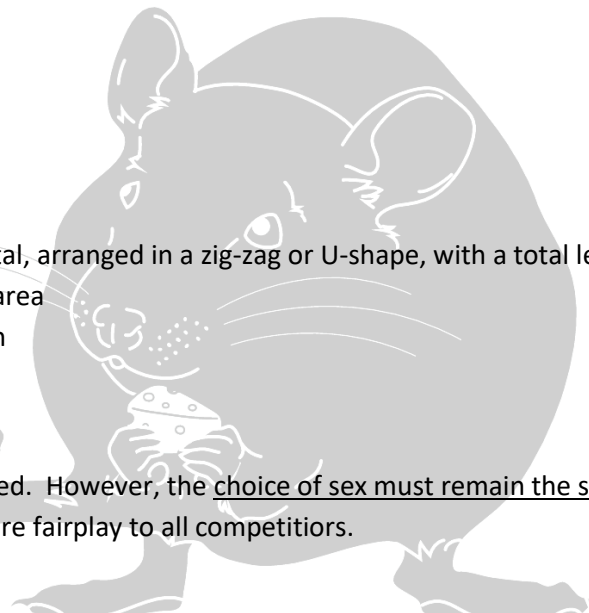 tal, arranged in a zig-zag or U-shape, with a total le
area
n
ed. However, the choice of sex must remain the s
re fairplay to all competitiors.